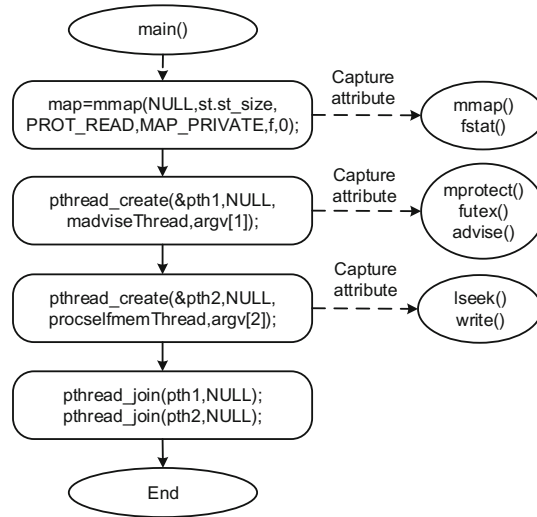 main()
map=mmap(NULL,st.st_size,
PROT_READ,MAP_PRIVATE,f,0);
Capture
attribute
mmap()
fstat()
pthread_create(&pth1,NULL,
madviseThread,argv[1]);
Capture
attribute
mprotect()
futex()
advise()
pthread_create(&pth2,NULL,
procselfmemThread,argv[2]);
Capture
attribute
lseek()
write()
pthread_join(pth1,NULL);
pthread_join(pth2,NULL);
End